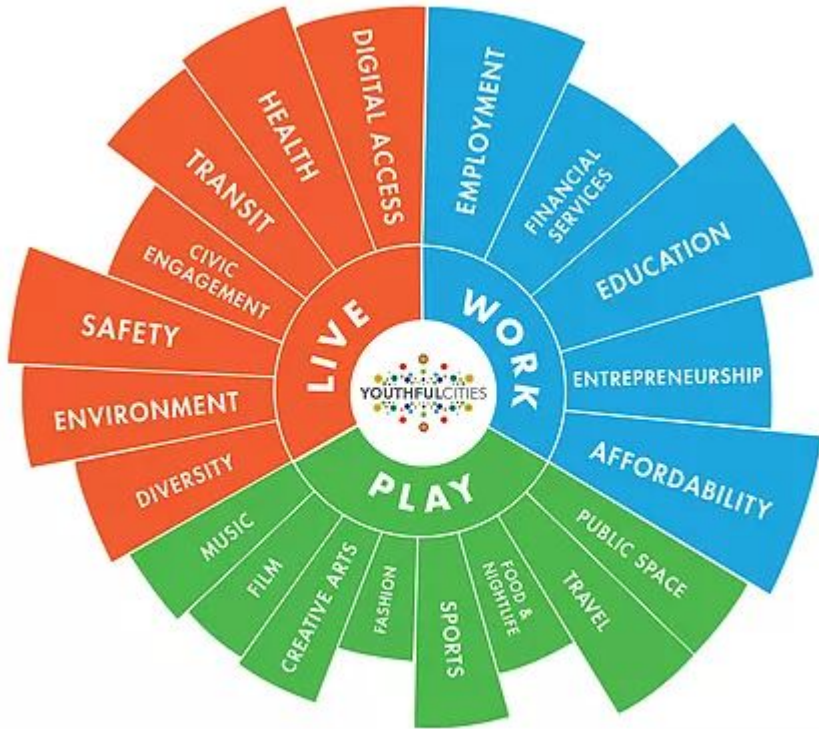 DIGITAL ACCESS
HEALTH
TRANSIT
CIVIC
ENGAGEMENT
SAFETY
ENVIRONMENT
DIVERSITY
LIVE
EMPLOYMENT
FINANCIAL
SERVICES
EDUCATION
ENTREPRENEURSHIP
AFFORDABILITY
WORK
YOUTHFULCITIES
PLAY
MUSIC
FILM
CREATIVE ARTS
FASHION
SPORTS
FOOD &
NIGHTLIFE
TRAVEL
PUBLIC SPACE